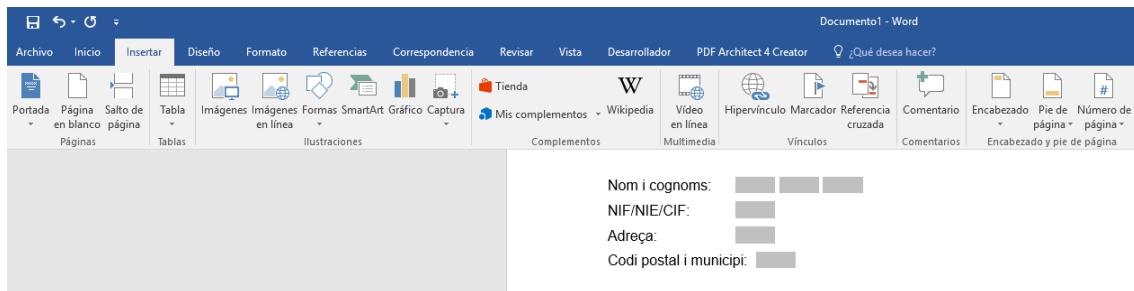 Documento1 - Word
Archivo Inicio Insertar Diseño Formato Referencias Correspondencia Revisar Vista Desarrollador PDF Architect 4 Creator ¿Qué desea hacer?
Portada Página en blanco Salto de página Tabla Imágenes Imágenes en línea Formas SmartArt Gráfico Captura Tienda Mis complementos W Wikipedia Vídeo en línea Hipervínculo Marcador Referencia cruzada Comentario Encabezado Pie de página # Número de página
Páginas Tablas Ilustraciones Complementos Multimedia Vínculos Comentarios Encabezado y pie de página
Nom i cognoms:
NIF/NIE/CIF:
Adreça:
Codi postal i municipi: